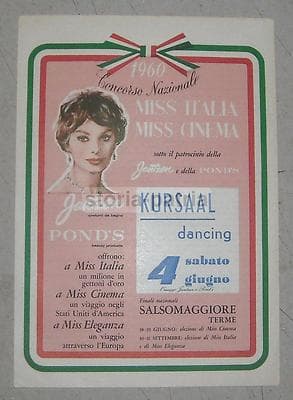 1960
Concorso Nazionale
MISS ITALIA
MISS CINEMA
sotto il patrocinio della
Jantzen e della POND'S
Jantzen
costumi da bagno
POND'S
beauty products
offrono:
a Miss Italia
un milione in
gettoni d'oro
a Miss Cinema
un viaggio negli
Stati Uniti d'America
a Miss Eleganza
un viaggio
attraverso l'Europa
KURSAAL
dancing
4 sabato
giugno
Finali nazionali
SALSOMAGGIORE
TERME
elezione di Miss Cinema
SETTEMBRE: elezione di Miss Italia
e di Miss Eleganza